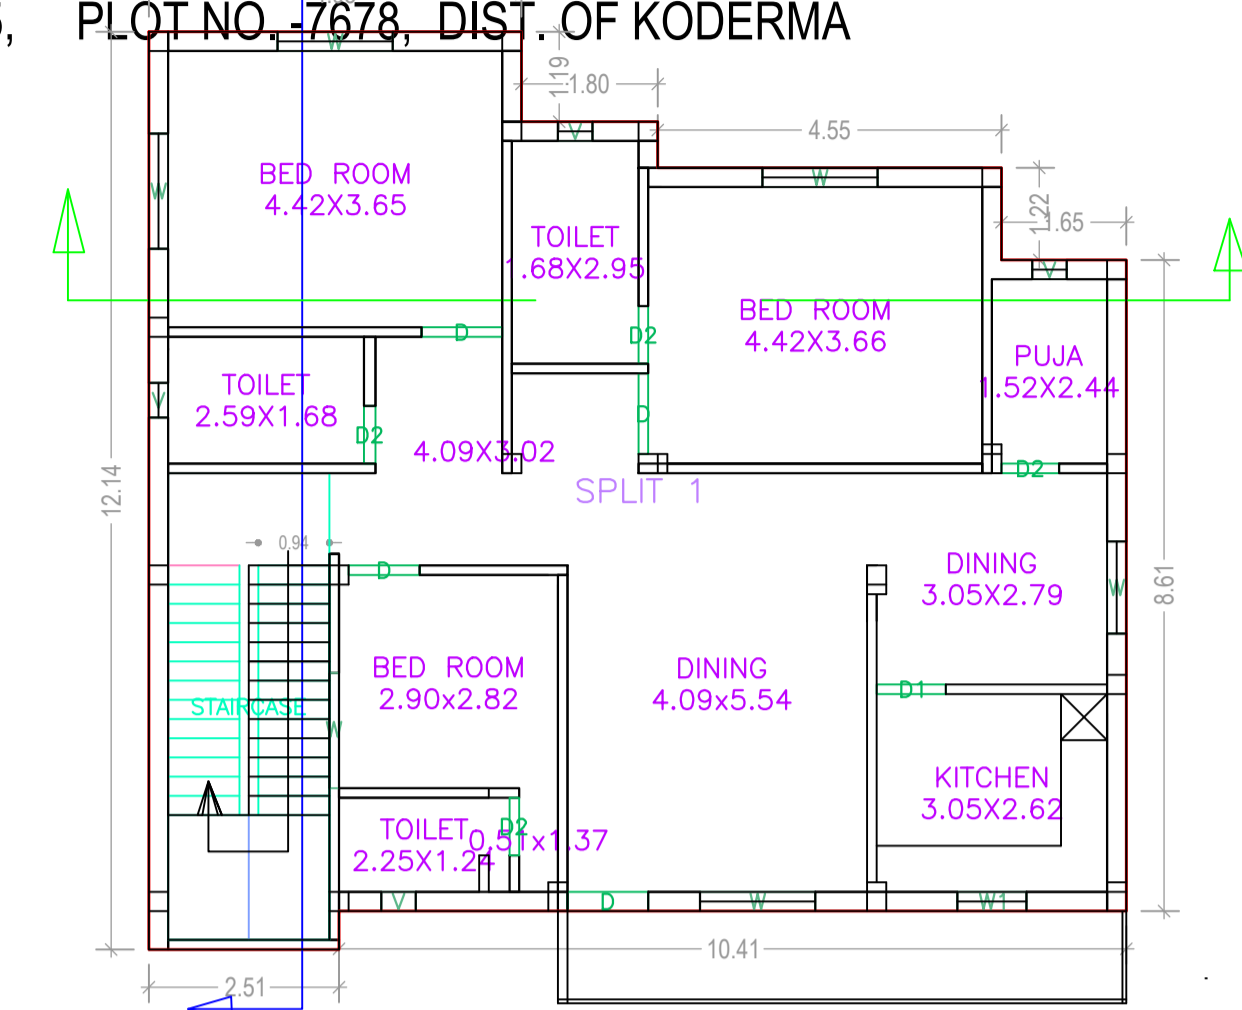 PLOT NO. -7678, DIST. OF KODERMA
W
1.19
1.80
V
4.55
BED ROOM
4.42X3.65
W
W
1.22
1.65
TOILET
1.68X2.95
V
BED ROOM
4.42X3.66
D
D2
PUJA
1.52X2.44
TOILET
2.59X1.68
V
D
D2
4.09X3.02
D2
12.14
SPLIT 1
0.94
D
DINING
3.05X2.79
W
8.61
BED ROOM
2.90x2.82
DINING
4.09x5.54
D1
STAIRCASE
W
KITCHEN
3.05X2.62
TOILET
2.25X1.24
D2
0.51x1.37
V
D
W
W1
10.41
2.51